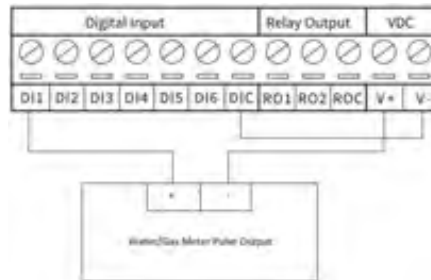 Digital Input Relay Output VDC
DI1 DI2 DI3 DI4 DI5 DI6 DIC RO1 RO2 ROC V+ V-
+ -
Water/Gas Meter Pulse Output